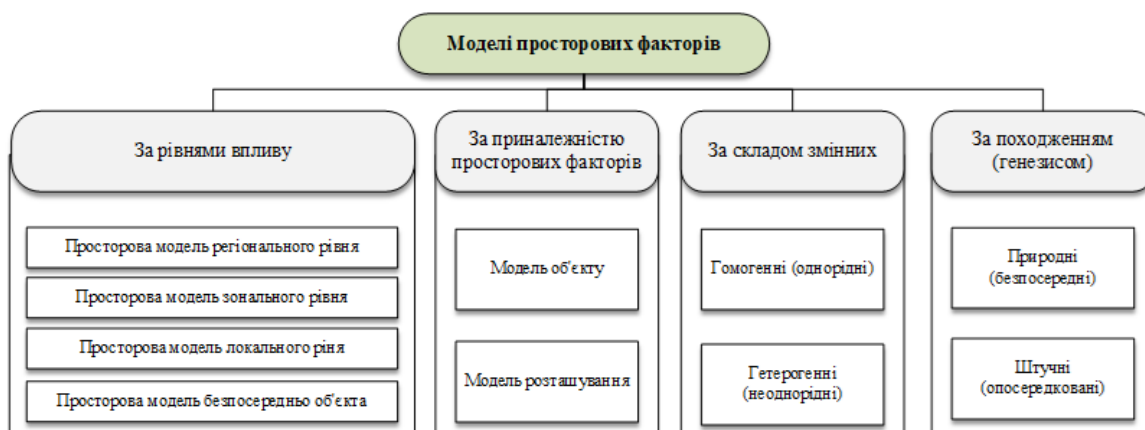 Моделі просторових факторів
За рівнями впливу
За приналежністю
просторових факторів
За складом змінних
За походженням
(генезисом)
Просторова модель регіонального рівня
Просторова модель зонального рівня
Просторова модель локального ріня
Просторова модель безпосередньо об'єкта
Модель об'єкту
Модель розташування
Гомогенні (однорідні)
Гетерогенні
(неоднорідні)
Природні
(безпосередні)
Штучні
(опосередковані)